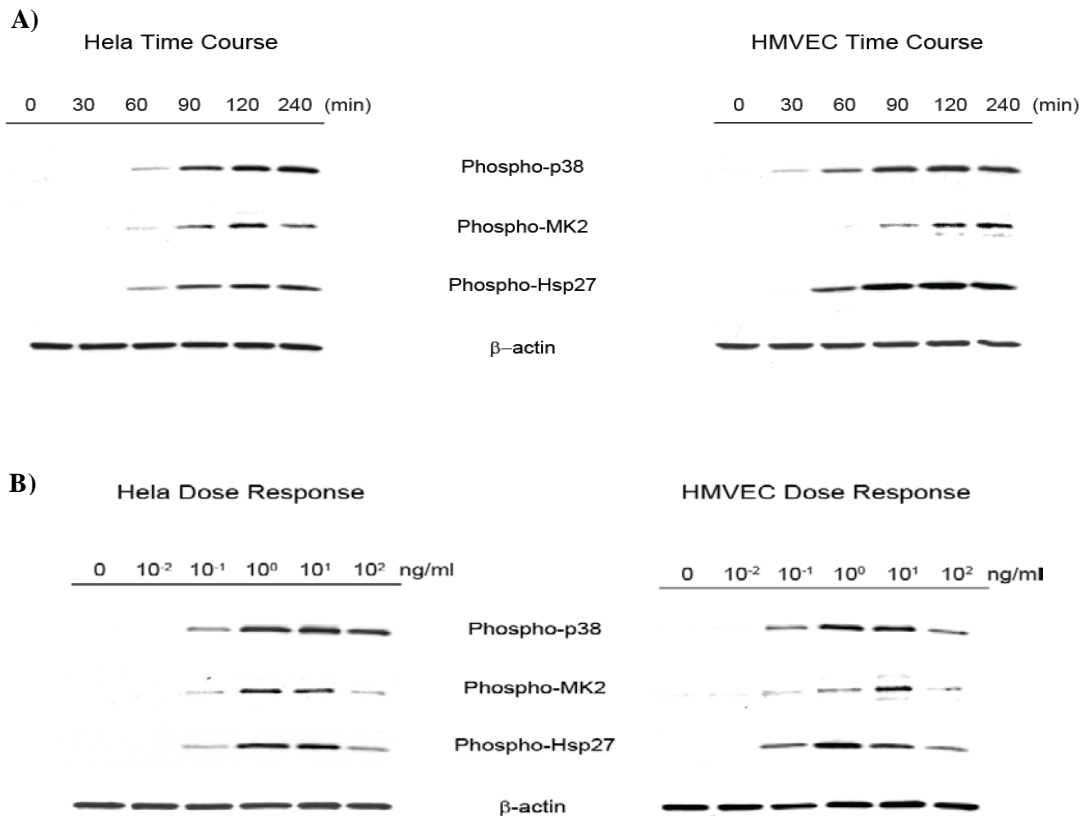 A)
Hela Time Course
HMVEC Time Course
0 30 60 90 120 240 (min)
0 30 60 90 120 240 (min)
Phospho-p38
Phospho-MK2
Phospho-Hsp27
β–actin
B)
Hela Dose Response
HMVEC Dose Response
0 10⁻² 10⁻¹ 10⁰ 10¹ 10² ng/ml
0 10⁻² 10⁻¹ 10⁰ 10¹ 10² ng/ml
Phospho-p38
Phospho-MK2
Phospho-Hsp27
β-actin